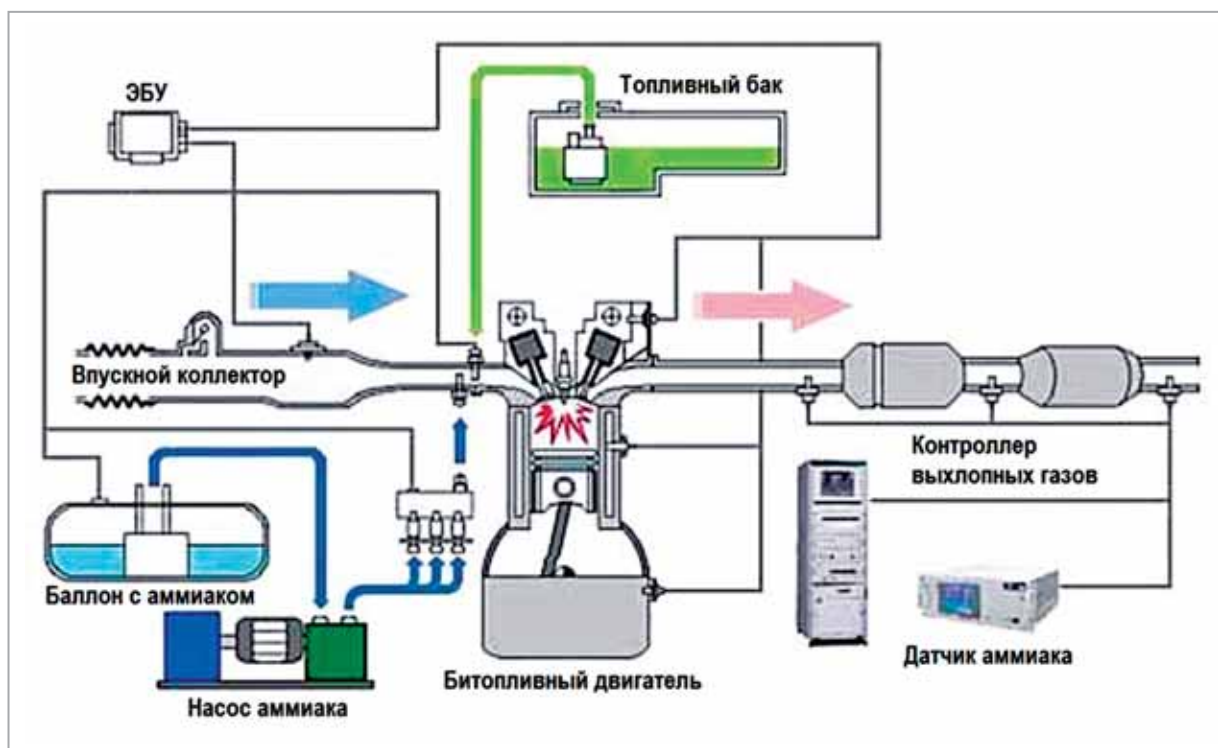 ЭБУ
Топливный бак
Впускной коллектор
Контроллер
выхлопных газов
Баллон с аммиаком
Датчик аммиака
Битопливный двигатель
Насос аммиака